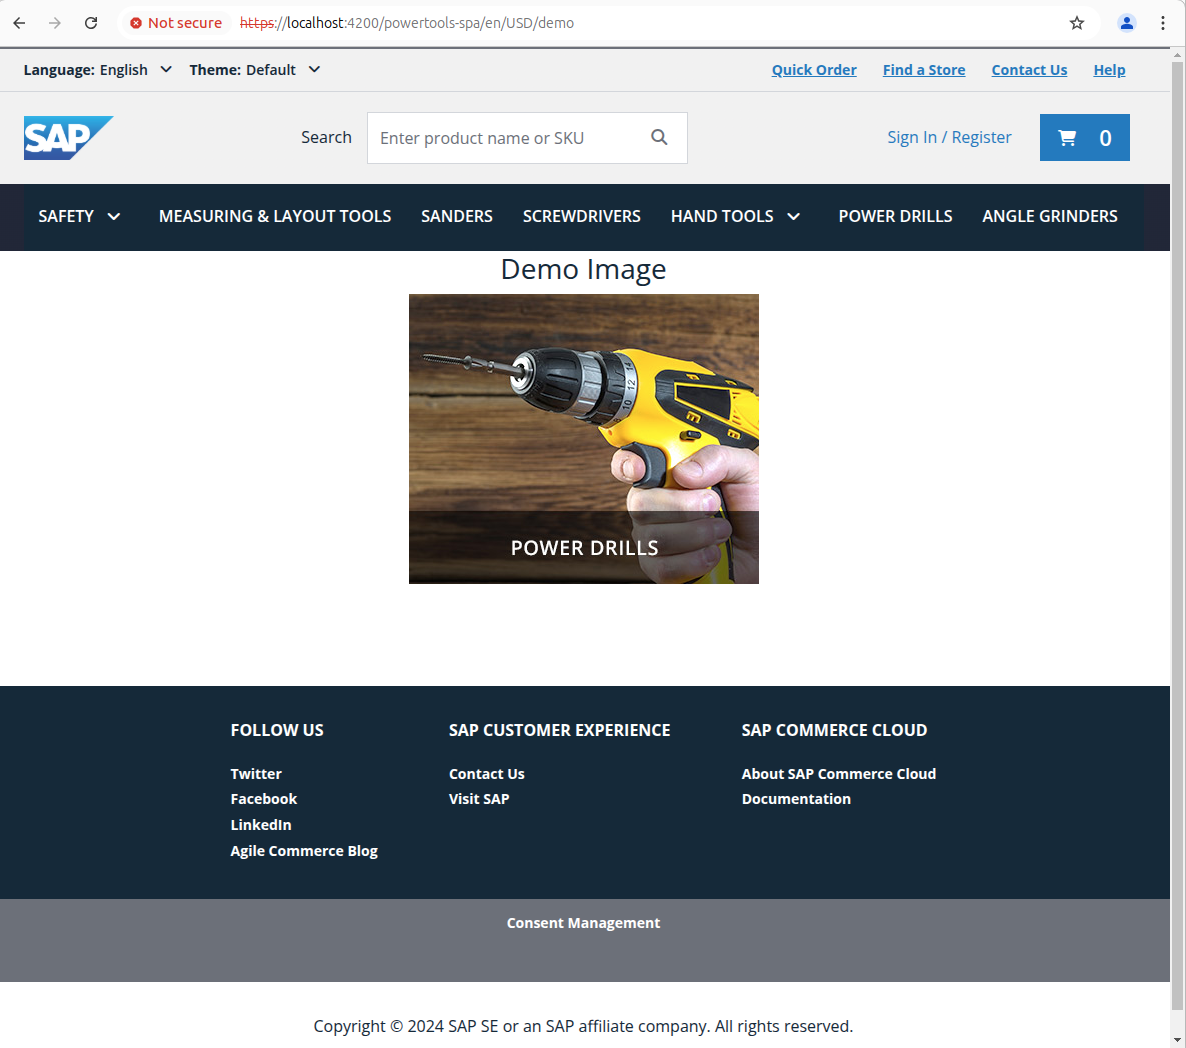 Not secure https://localhost:4200/powertools-spa/en/USD/demo
Language: English Theme: Default Quick Order Find a Store Contact Us Help
SAP Search Enter product name or SKU Sign In / Register 0
SAFETY MEASURING & LAYOUT TOOLS SANDERS SCREWDRIVERS HAND TOOLS POWER DRILLS ANGLE GRINDERS
Demo Image
14
12
10
POWER DRILLS
FOLLOW US
Twitter
Facebook
LinkedIn
Agile Commerce Blog
SAP CUSTOMER EXPERIENCE
Contact Us
Visit SAP
SAP COMMERCE CLOUD
About SAP Commerce Cloud
Documentation
Consent Management
Copyright © 2024 SAP SE or an SAP affiliate company. All rights reserved.